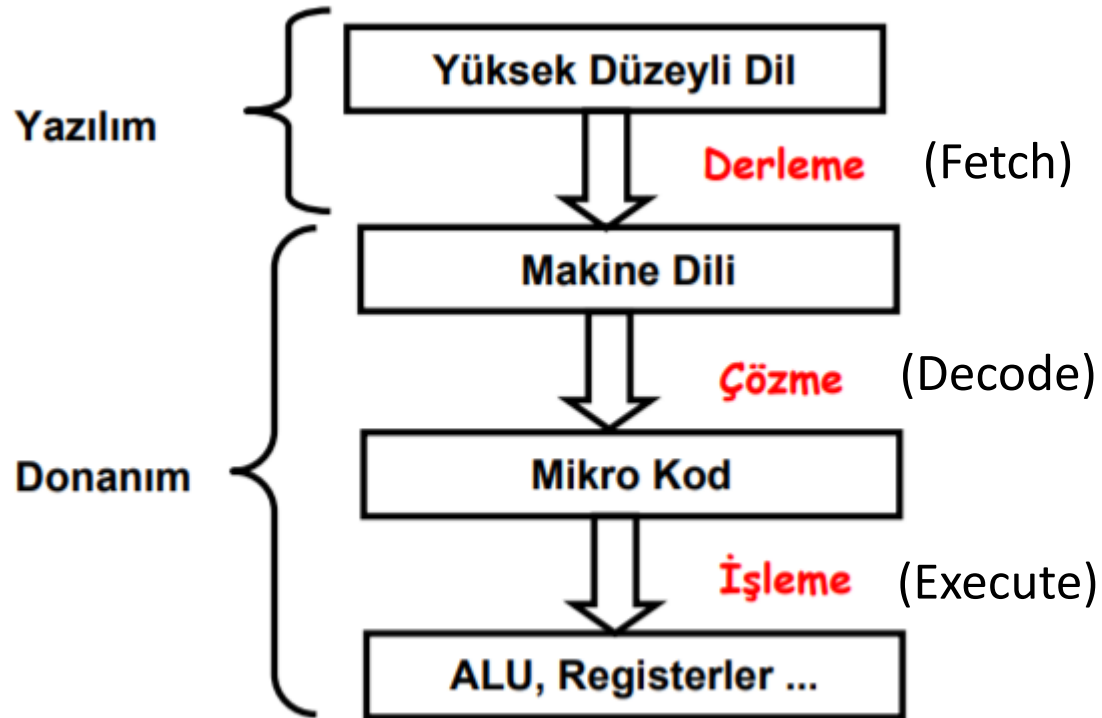 Yüksek Düzeyli Dil
Yazılım
Derleme (Fetch)
Makine Dili
Çözme (Decode)
Donanım
Mikro Kod
İşleme (Execute)
ALU, Registerler ...